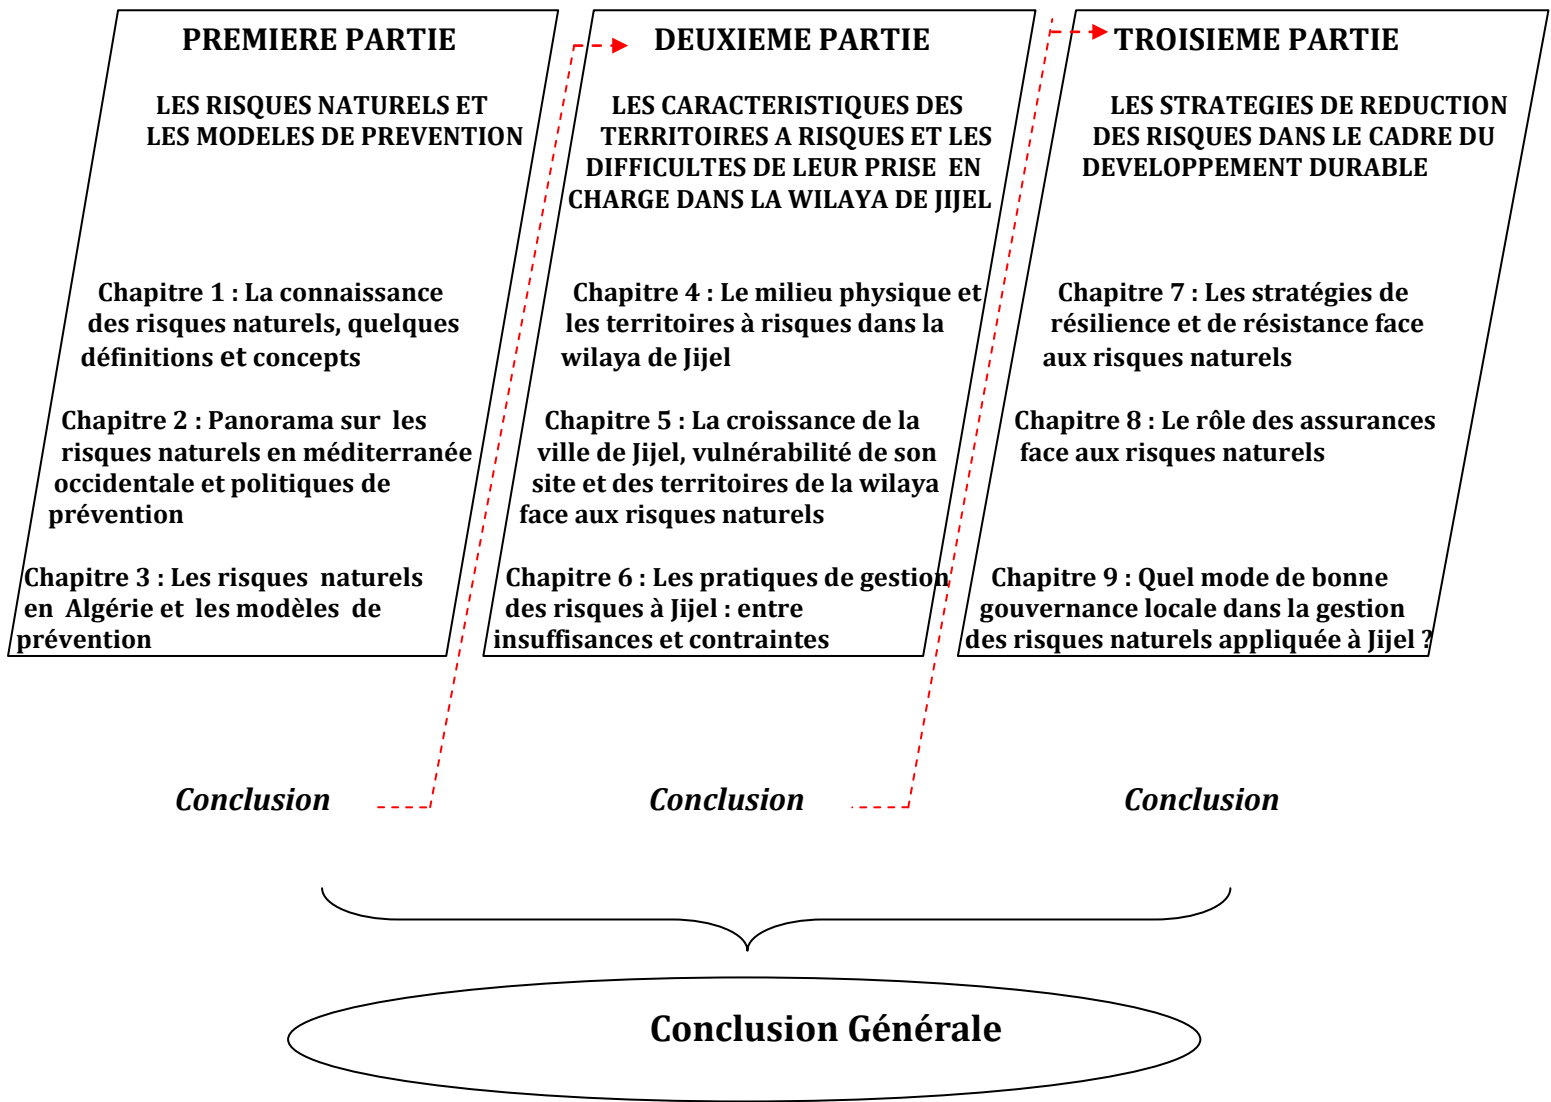 PREMIERE PARTIE
LES RISQUES NATURELS ET
LES MODELES DE PREVENTION
Chapitre 1 : La connaissance
des risques naturels, quelques
définitions et concepts
Chapitre 2 : Panorama sur les
risques naturels en méditerranée
occidentale et politiques de
prévention
Chapitre 3 : Les risques naturels
en Algérie et les modèles de
prévention
Conclusion
DEUXIEME PARTIE
LES CARACTERISTIQUES DES
TERRITOIRES A RISQUES ET LES
DIFFICULTES DE LEUR PRISE EN
CHARGE DANS LA WILAYA DE JIJEL
Chapitre 4 : Le milieu physique et
les territoires à risques dans la
wilaya de Jijel
Chapitre 5 : La croissance de la
ville de Jijel, vulnérabilité de son
site et des territoires de la wilaya
face aux risques naturels
Chapitre 6 : Les pratiques de gestion
des risques à Jijel : entre
insuffisances et contraintes
Conclusion
TROISIEME PARTIE
LES STRATEGIES DE REDUCTION
DES RISQUES DANS LE CADRE DU
DEVELOPPEMENT DURABLE
Chapitre 7 : Les stratégies de
résilience et de résistance face
aux risques naturels
Chapitre 8 : Le rôle des assurances
face aux risques naturels
Chapitre 9 : Quel mode de bonne
gouvernance locale dans la gestion
des risques naturels appliquée à Jijel ?
Conclusion
Conclusion Générale